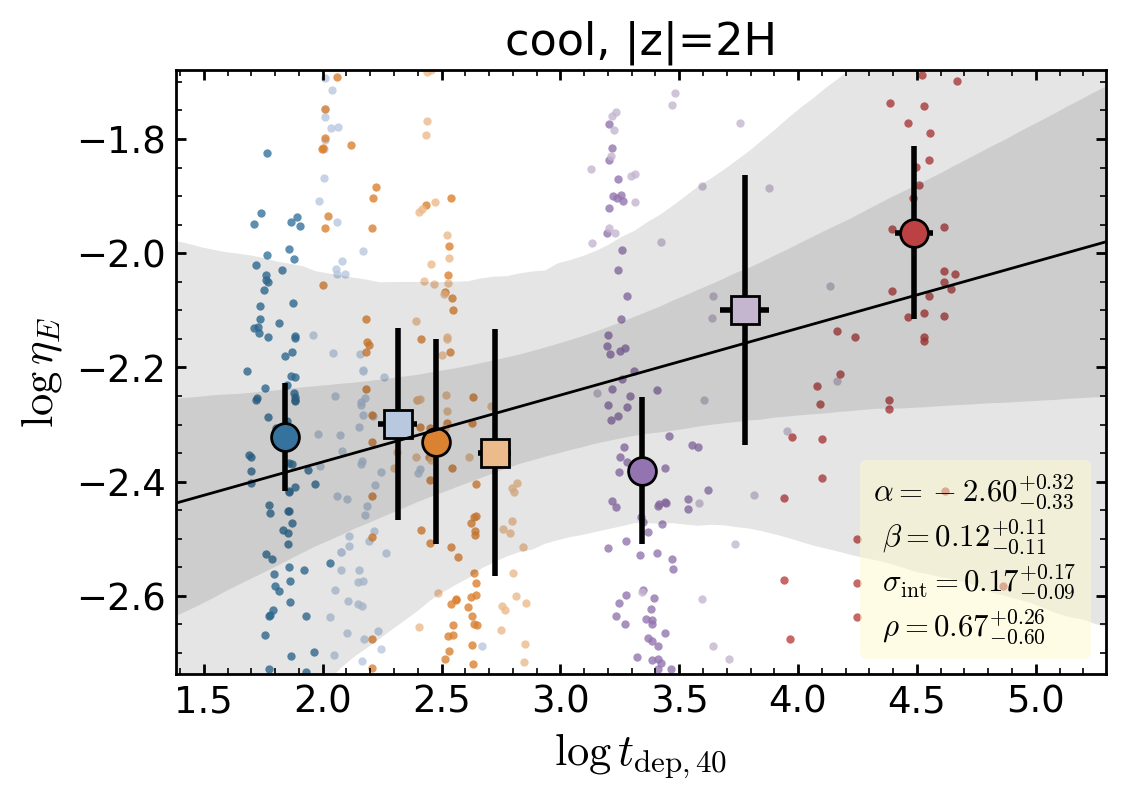 cool, |z|=2H
−1.8
−2.0
−2.2
−2.4
−2.6
log η_E
α = −2.60^{+0.32}_{−0.33}
β = 0.12^{+0.11}_{−0.11}
σ_int = 0.17^{+0.17}_{−0.09}
ρ = 0.67^{+0.26}_{−0.60}
1.5 2.0 2.5 3.0 3.5 4.0 4.5 5.0
log t_{dep, 40}